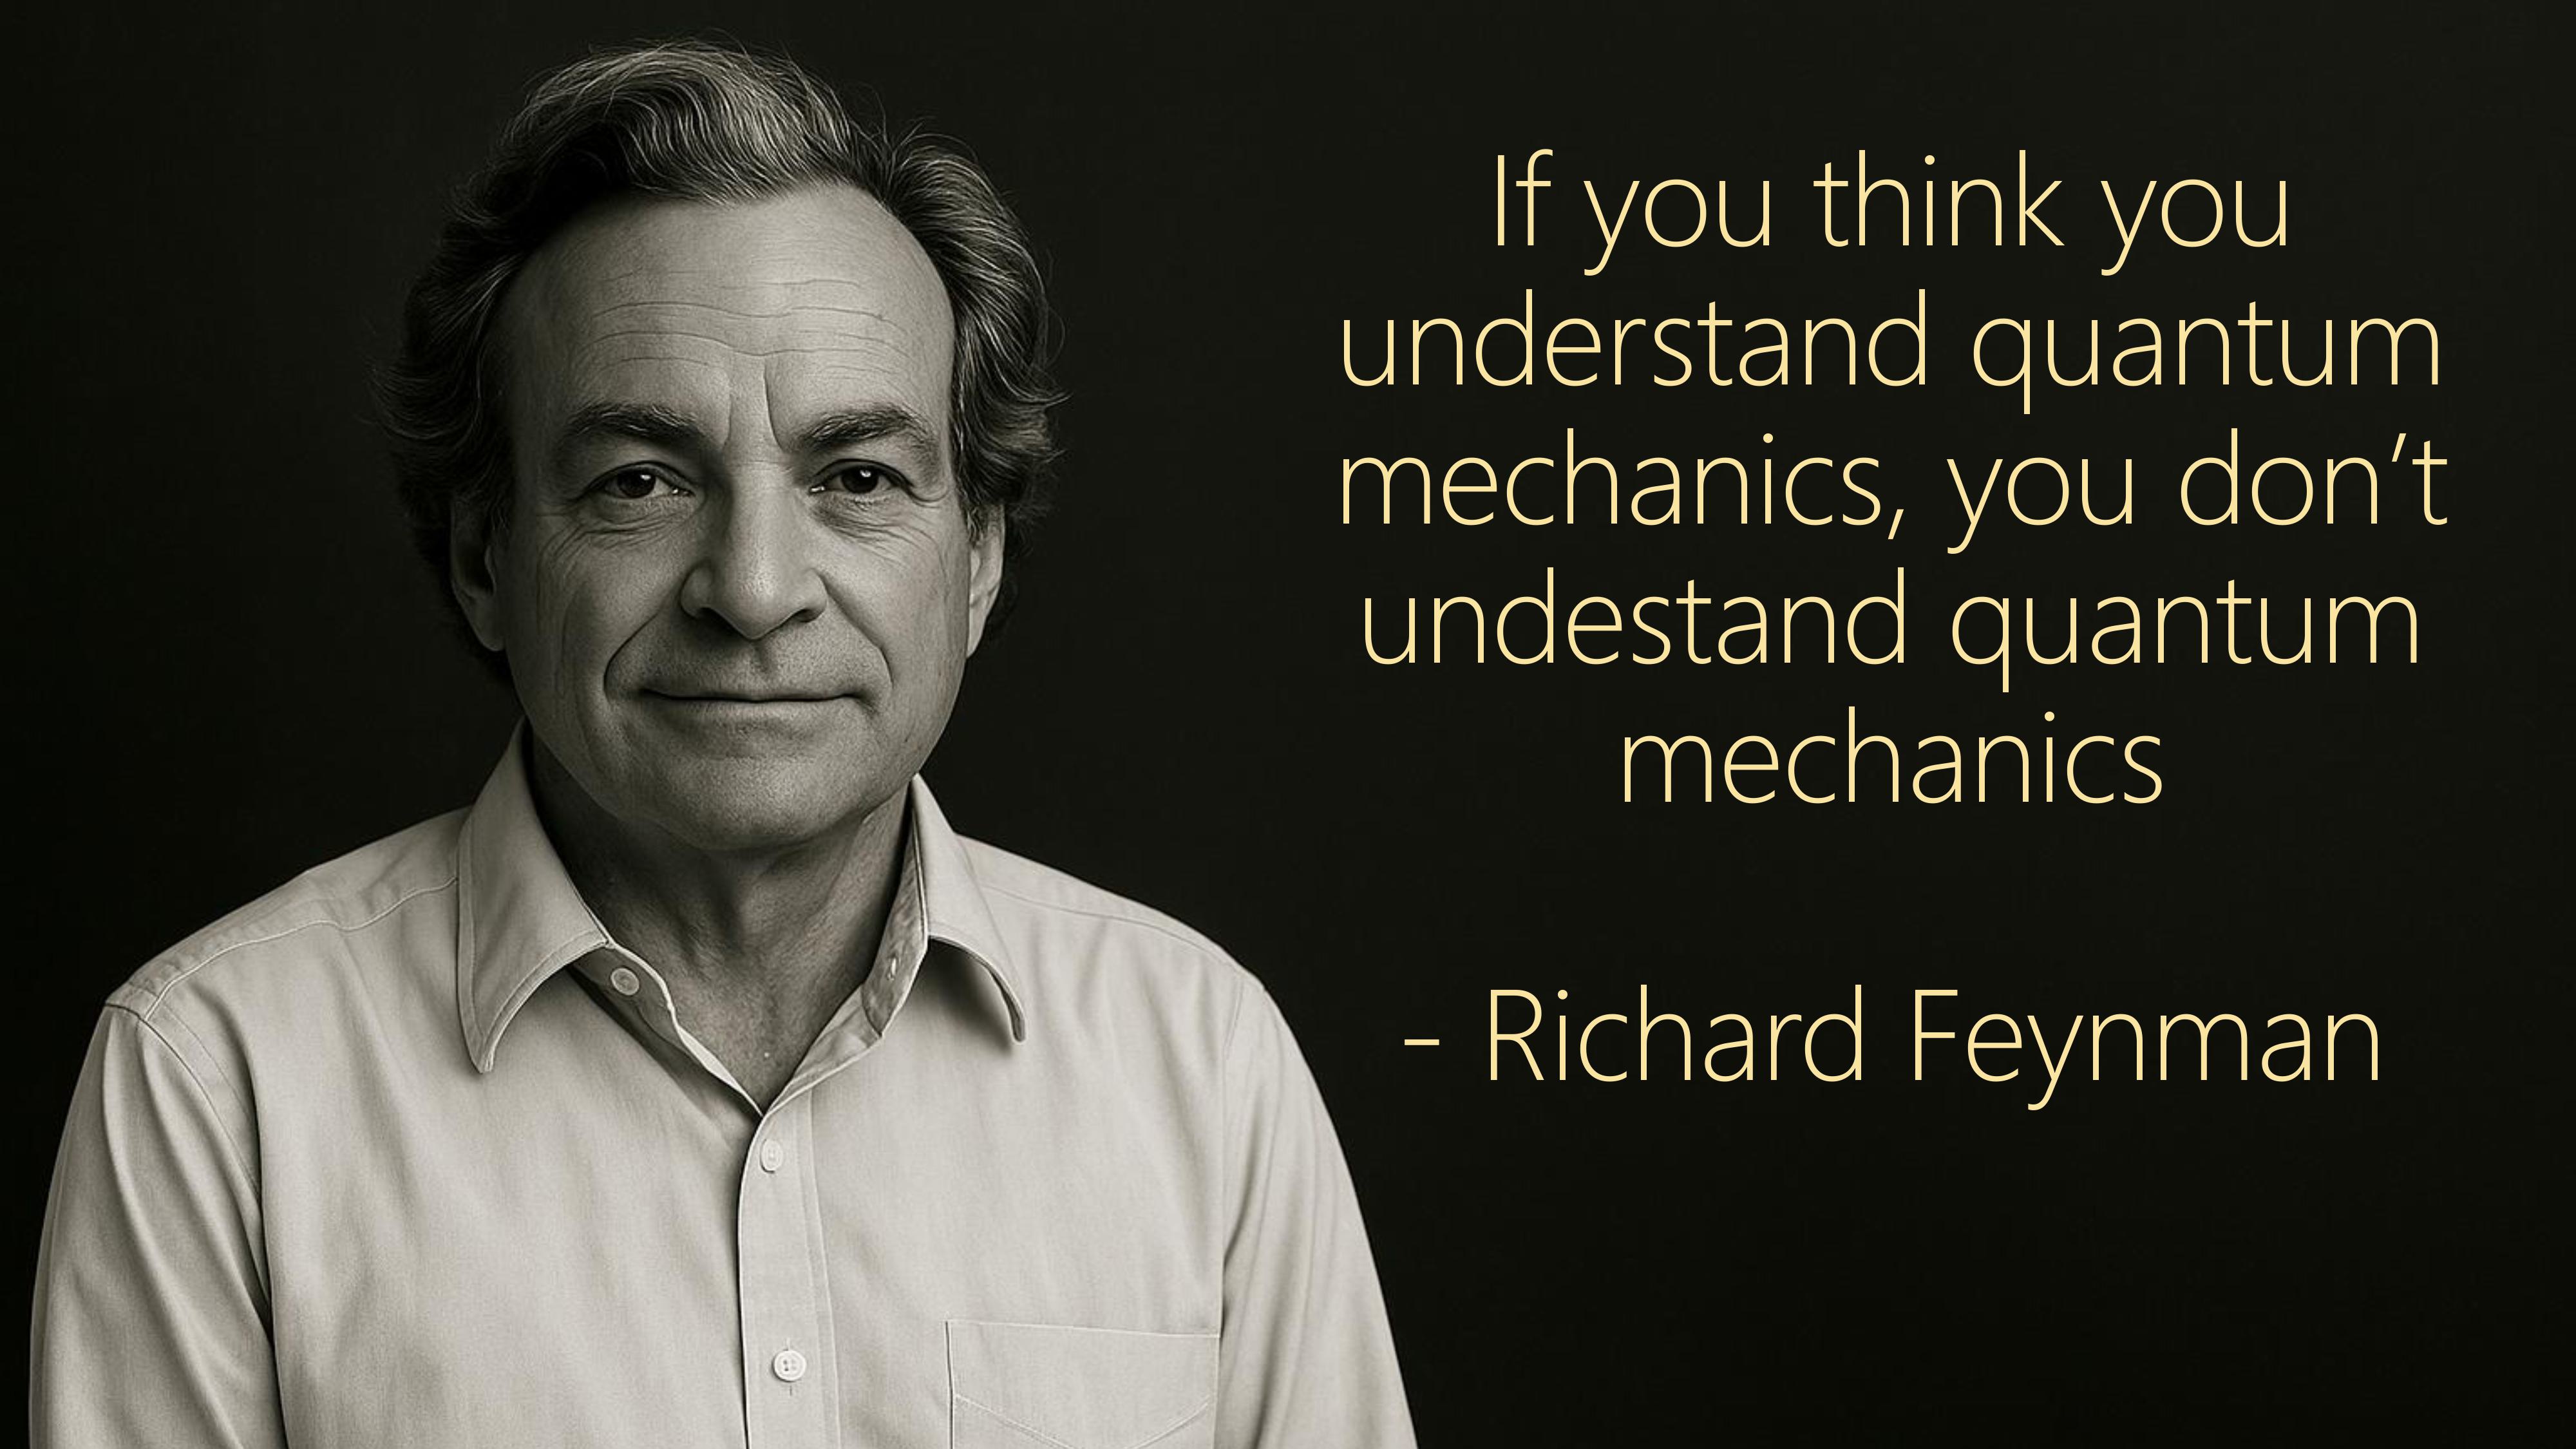 If you think you
understand quantum
mechanics, you don’t
undestand quantum
mechanics
- Richard Feynman